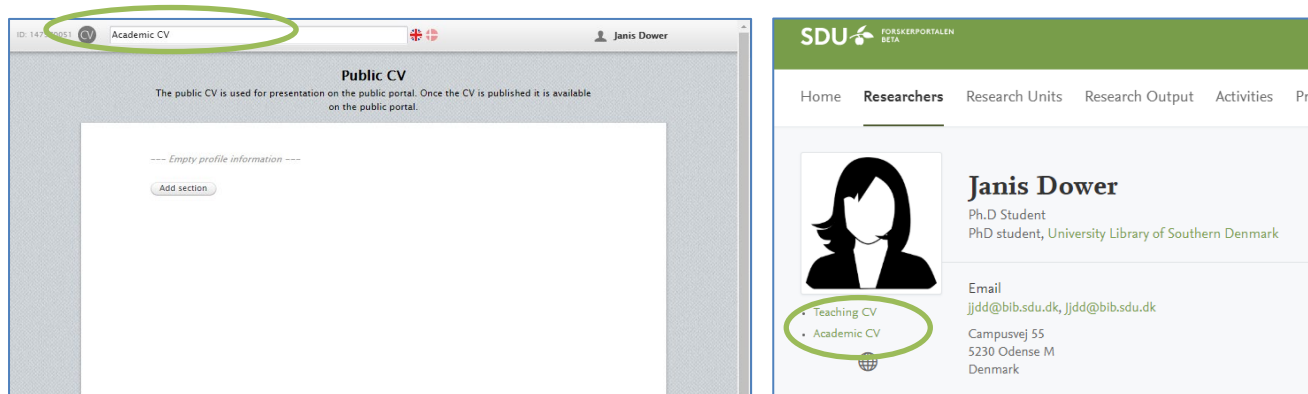 ID: 147 0051 CV Academic CV Janis Dower
Public CV
The public CV is used for presentation on the public portal. Once the CV is published it is available
on the public portal.
--- Empty profile information ---
Add section
SDU FORSKERPORTALEN
BETA
Home Researchers Research Units Research Output Activities Pr
Janis Dower
Ph.D Student
PhD student, University Library of Southern Denmark
Email
jjdd@bib.sdu.dk, Jjdd@bib.sdu.dk
• Teaching CV
• Academic CV
Campusvej 55
5230 Odense M
Denmark